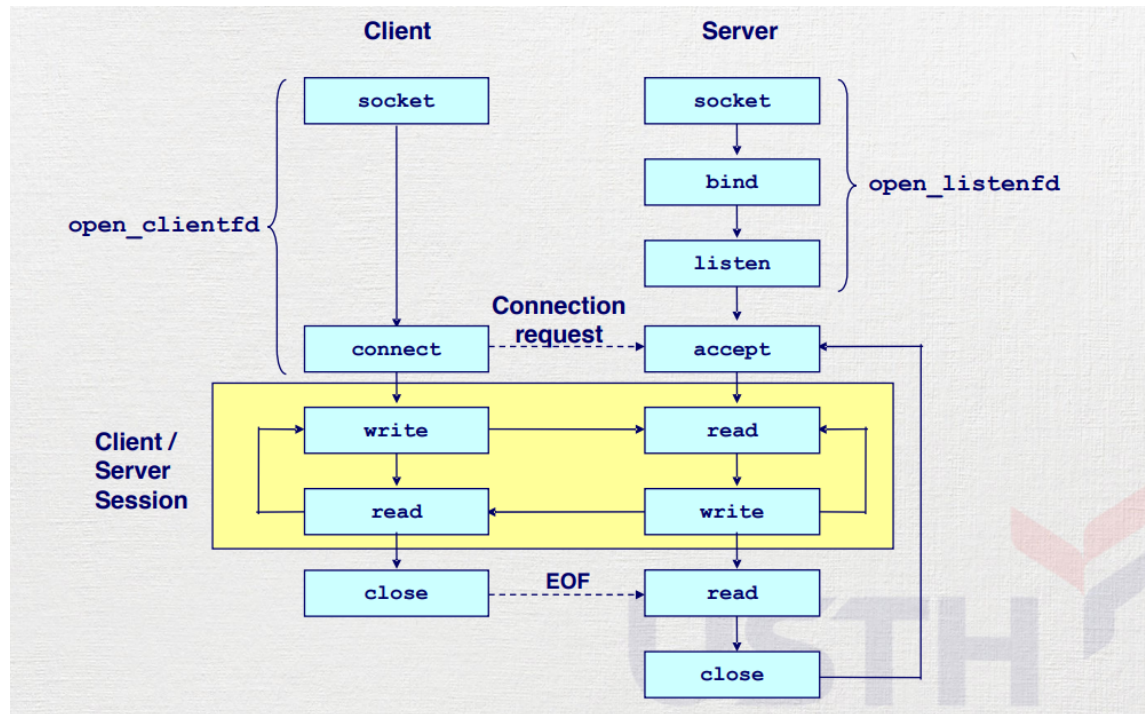 Client
Server
socket
socket
bind
open_listenfd
open_clientfd
listen
Connection
request
connect
accept
Client /
Server
Session
write
read
read
write
close
EOF
read
close
USTH